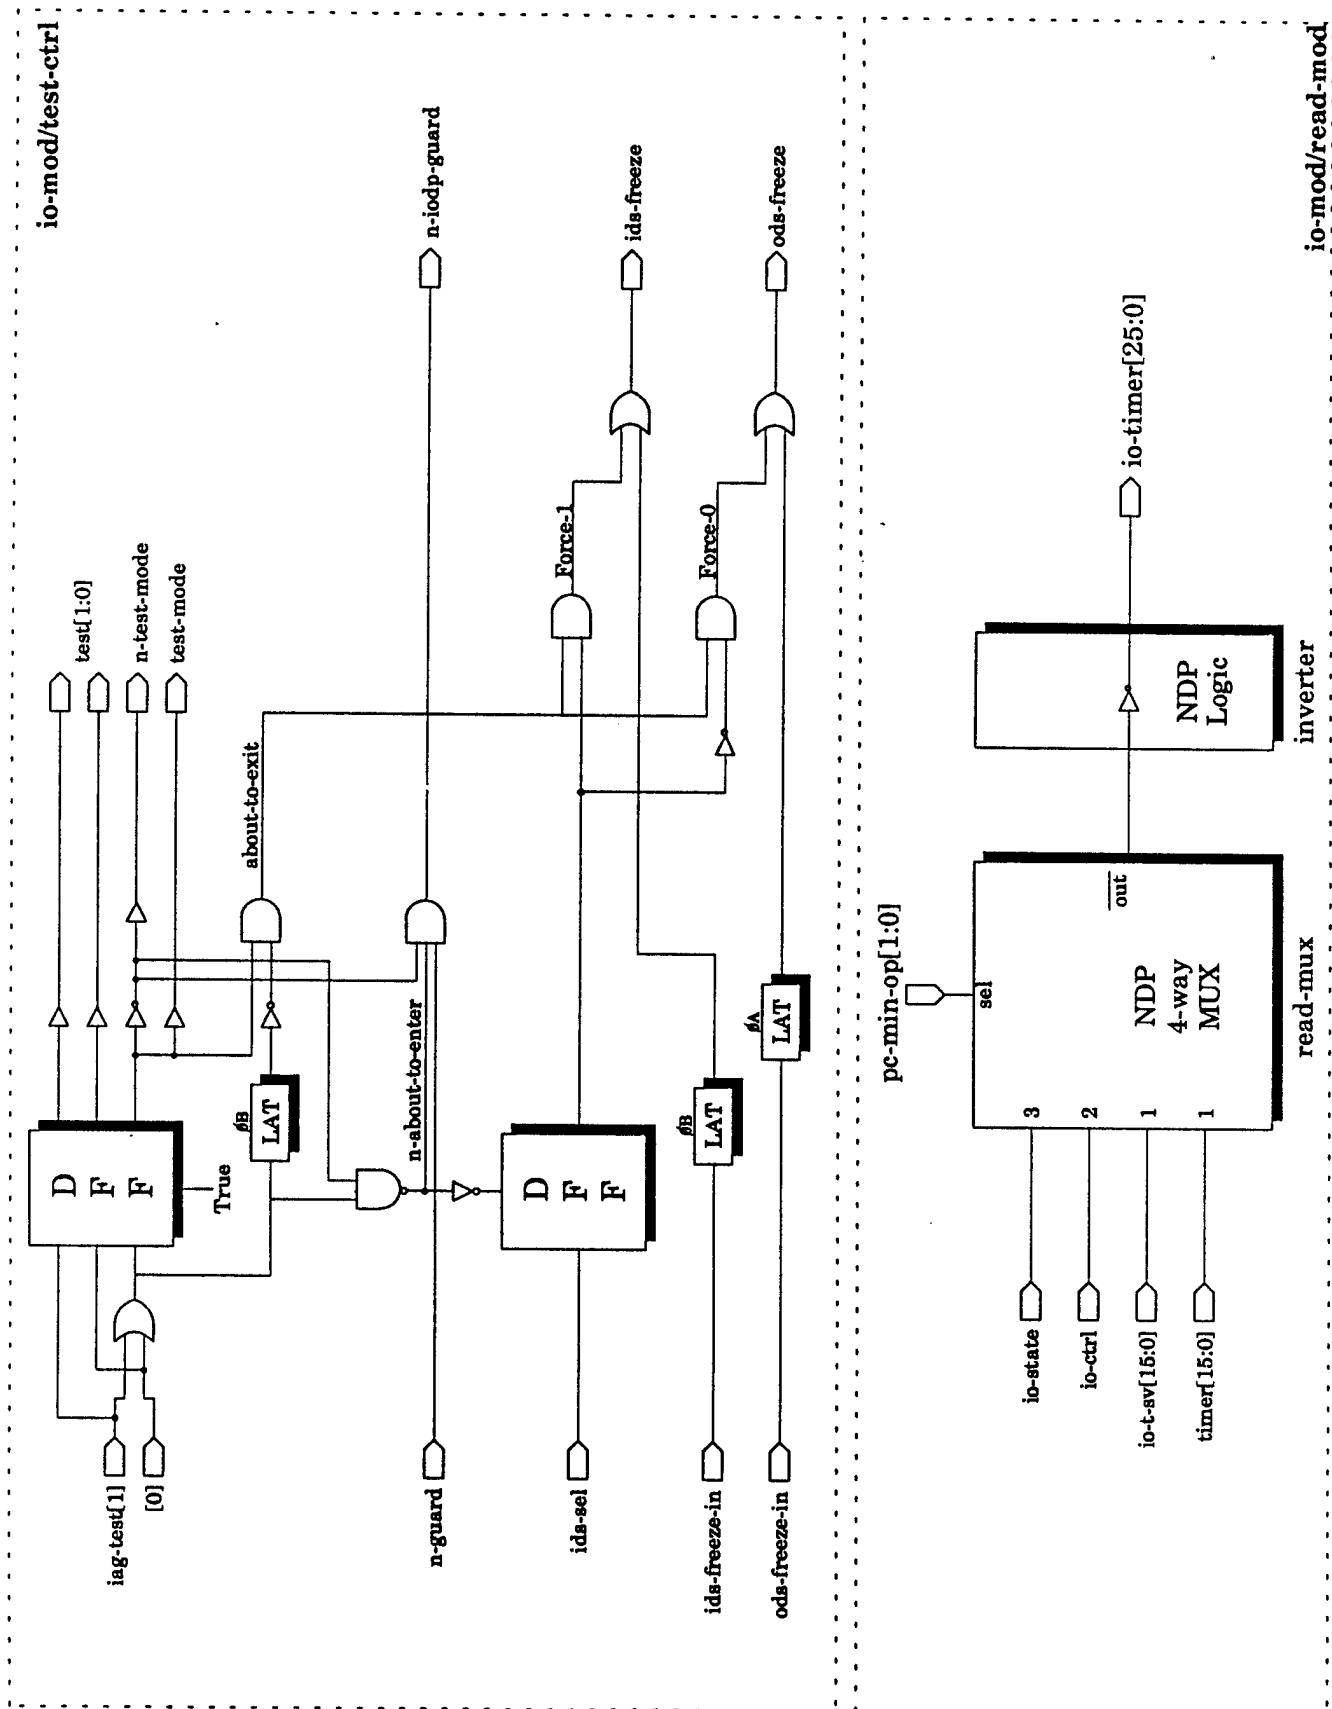 io-mod/test-ctrl
test[1:0]
n-test-mode
test-mode
n-iodp-guard
ids-freeze
ods-freeze
about-to-exit
Force-1
Force-0
D
F
F
True
øB
LAT
n-about-to-enter
D
F
F
øB
LAT
øA
LAT
iag-test[1]
[0]
n-guard
ids-sel
ids-freeze-in
ods-freeze-in
io-mod/read-mod
io-timer[25:0]
NDP
Logic
inverter
pc-min-op[1:0]
sel
out
NDP
4-way
MUX
read-mux
3
2
1
1
io-state
io-ctrl
io-t-sv[15:0]
timer[15:0]